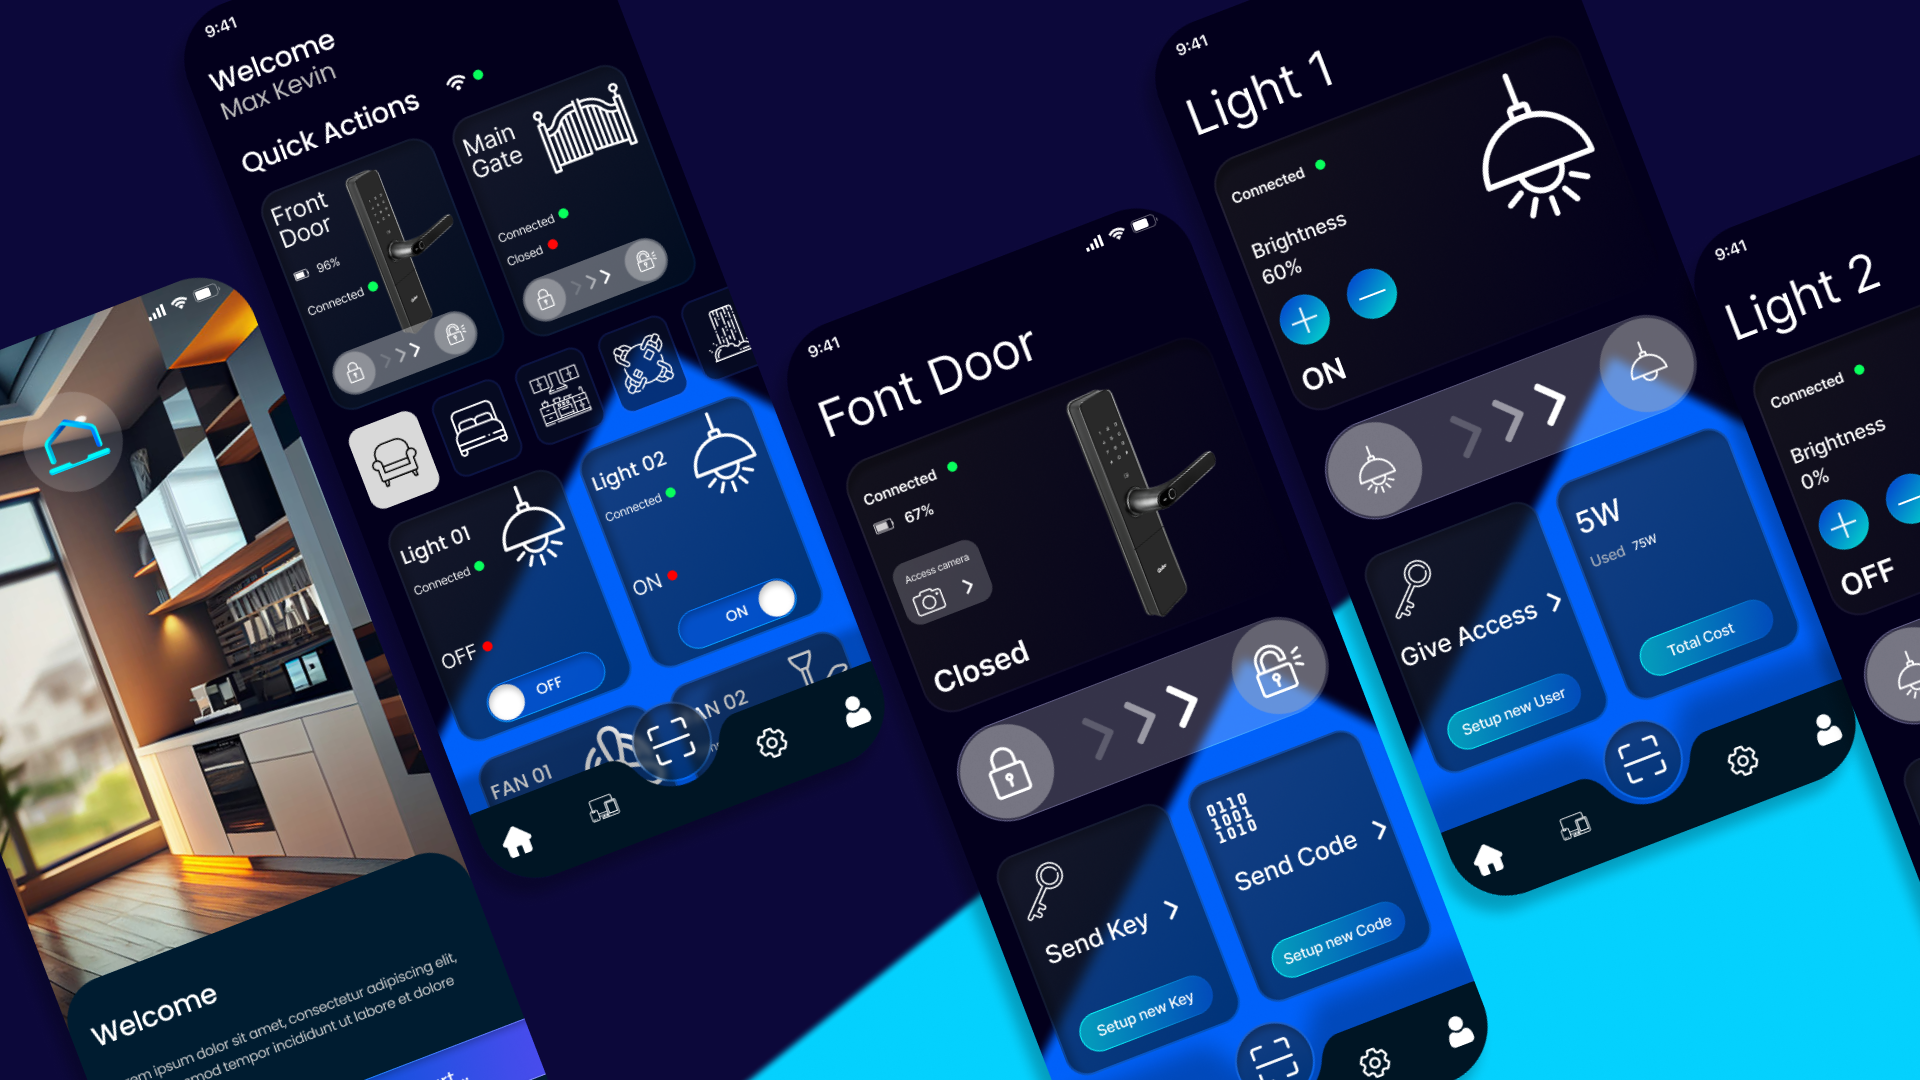 Welcome
ipsum dolor sit amet, consectetur adipiscing elit,
tempor incididunt ut labore et dolore
9:41
Welcome
Max Kevin
Quick Actions
Front
Door
96%
Connected
Main
Gate
Connected
Closed
Light 01
Connected
OFF
OFF
Light 02
Connected
ON
ON
FAN 01
AN 02
9:41
Font Door
Connected
67%
Access camera
Closed
Send Key
Setup new Key
0110
1001
1010
Send Code
Setup new Code
9:41
Light 1
Connected
Brightness
60%
ON
Give Access
Setup new User
5W
Used 75W
Total Cost
9:41
Light 2
Connected
Brightness
0%
OFF